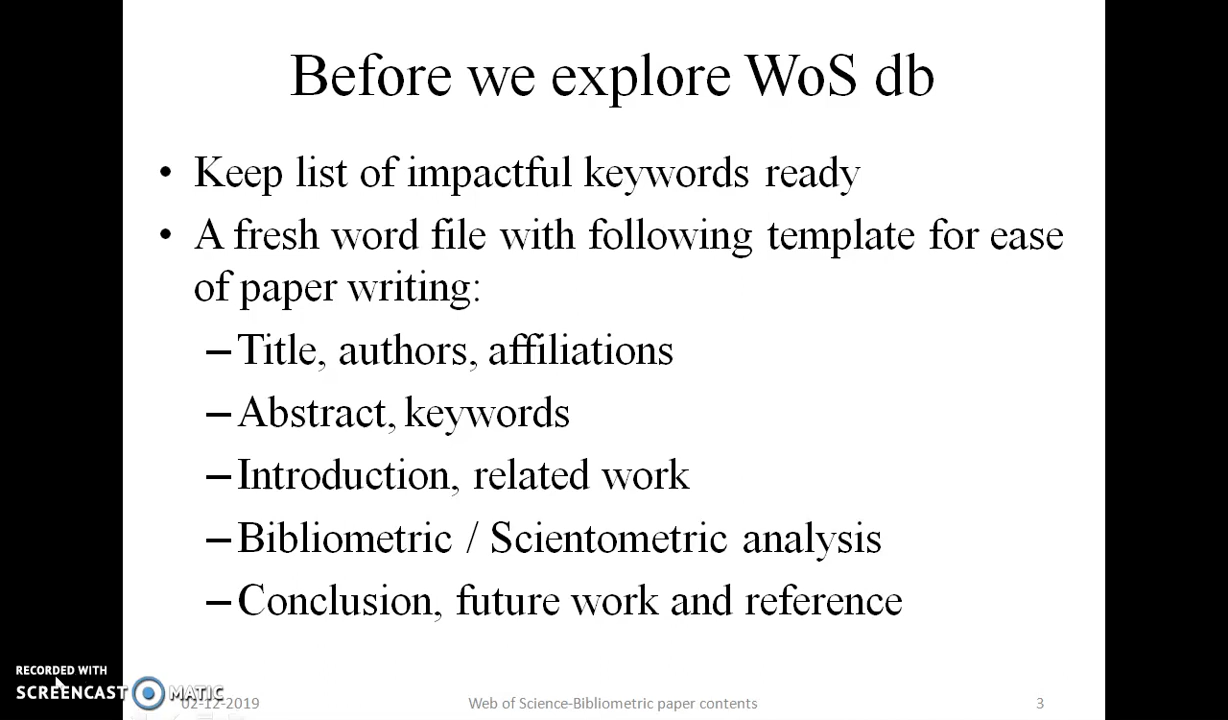 Before we explore WoS db
• Keep list of impactful keywords ready
• A fresh word file with following template for ease
of paper writing:
– Title, authors, affiliations
– Abstract, keywords
– Introduction, related work
– Bibliometric / Scientometric analysis
– Conclusion, future work and reference
RECORDED WITH
SCREENCAST MATIC
02-12-2019
Web of Science-Bibliometric paper contents
3